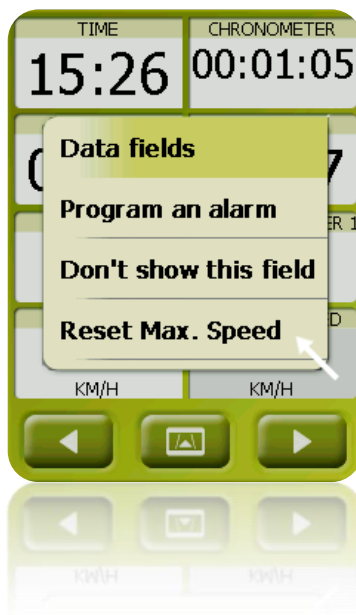 TIME CHRONOMETER
15:26 00:01:05
Data fields
Program an alarm
Don't show this field
Reset Max. Speed
KM/H KM/H